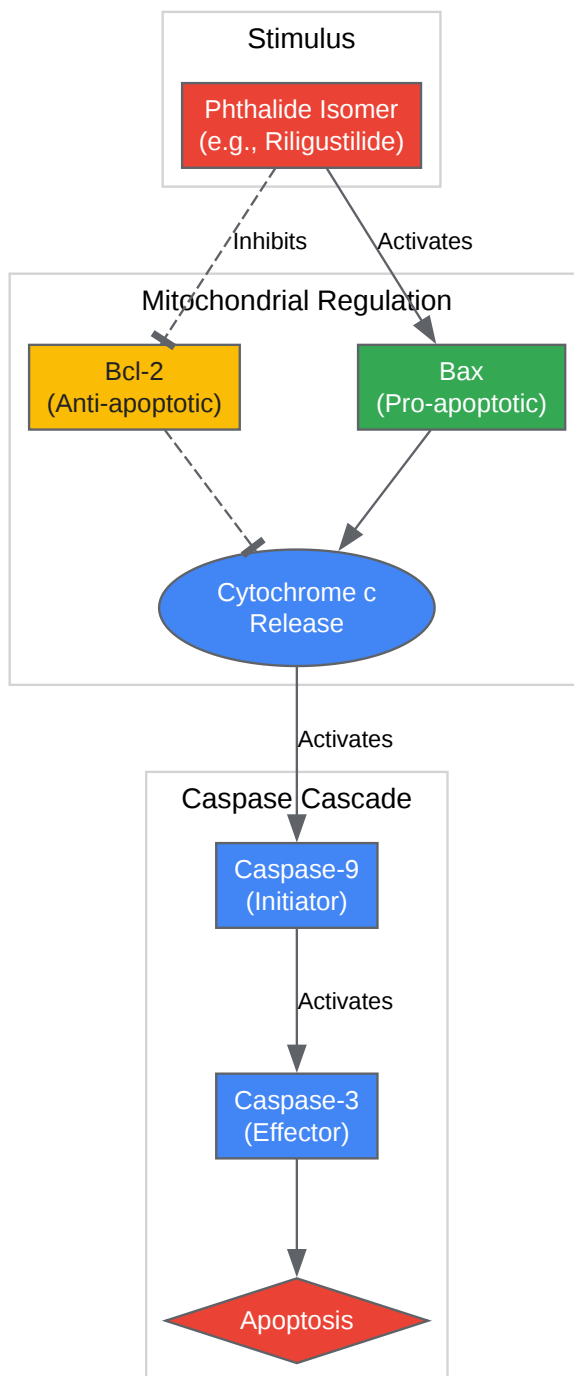 Stimulus
Phthalide Isomer
(e.g., Riligustilide)
Inhibits
Activates
Mitochondrial Regulation
Bcl-2
(Anti-apoptotic)
Bax
(Pro-apoptotic)
Cytochrome c
Release
Activates
Caspase Cascade
Caspase-9
(Initiator)
Activates
Caspase-3
(Effector)
Apoptosis